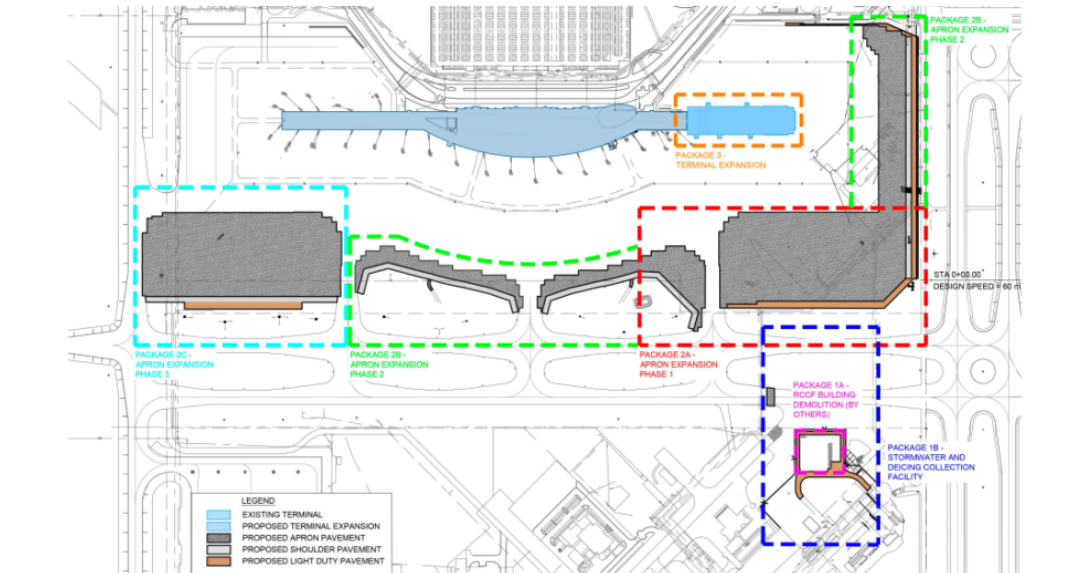 PACKAGE 2B -
APRON EXPANSION
PHASE 2
PACKAGE 3 -
TERMINAL EXPANSION
STA 0+00.00
DESIGN SPEED = 60 m
PACKAGE 2C -
APRON EXPANSION
PHASE 3
PACKAGE 2B -
APRON EXPANSION
PHASE 2
PACKAGE 2A -
APRON EXPANSION
PHASE 1
PACKAGE 1A -
RCCF BUILDING
DEMOLITION (BY
OTHERS)
PACKAGE 1B -
STORMWATER AND
DEICING COLLECTION
FACILITY
LEGEND
EXISTING TERMINAL
PROPOSED TERMINAL EXPANSION
PROPOSED APRON PAVEMENT
PROPOSED SHOULDER PAVEMENT
PROPOSED LIGHT DUTY PAVEMENT